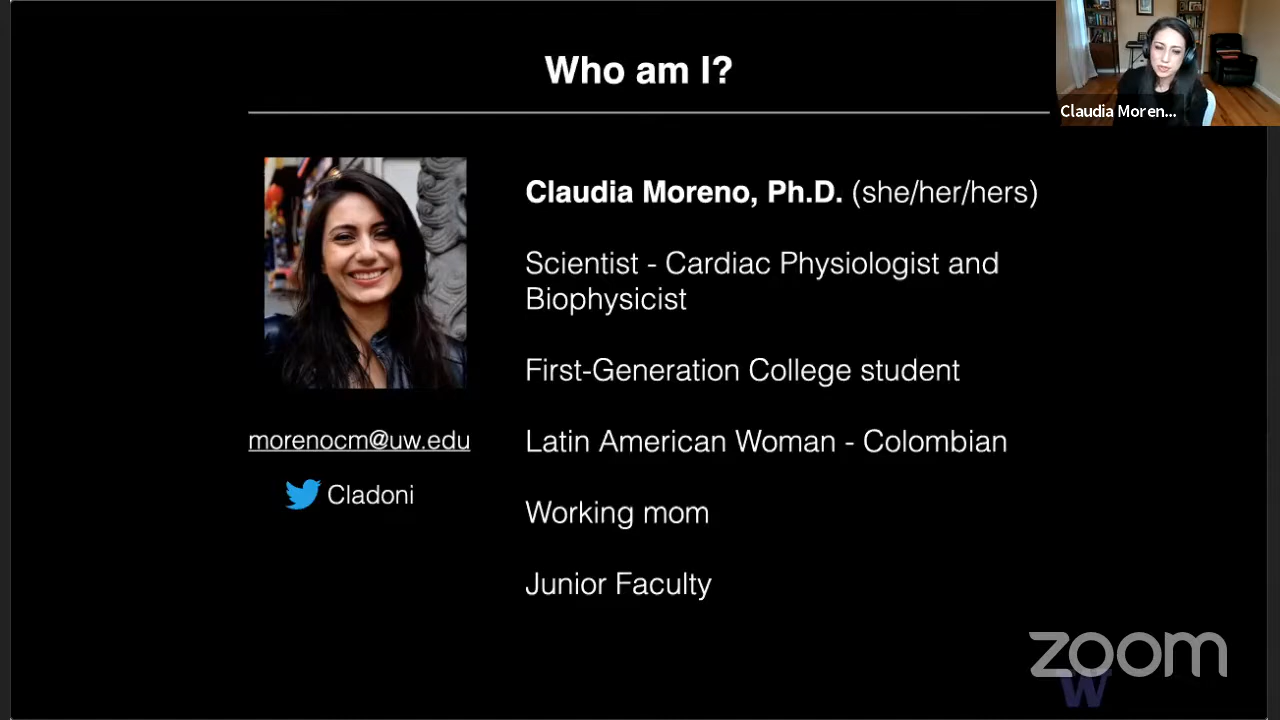 Who am I?
Claudia Moren...
Claudia Moreno, Ph.D. (she/her/hers)
Scientist - Cardiac Physiologist and
Biophysicist
First-Generation College student
morenocm@uw.edu
Latin American Woman - Colombian
Cladoni
Working mom
Junior Faculty
zoom
W